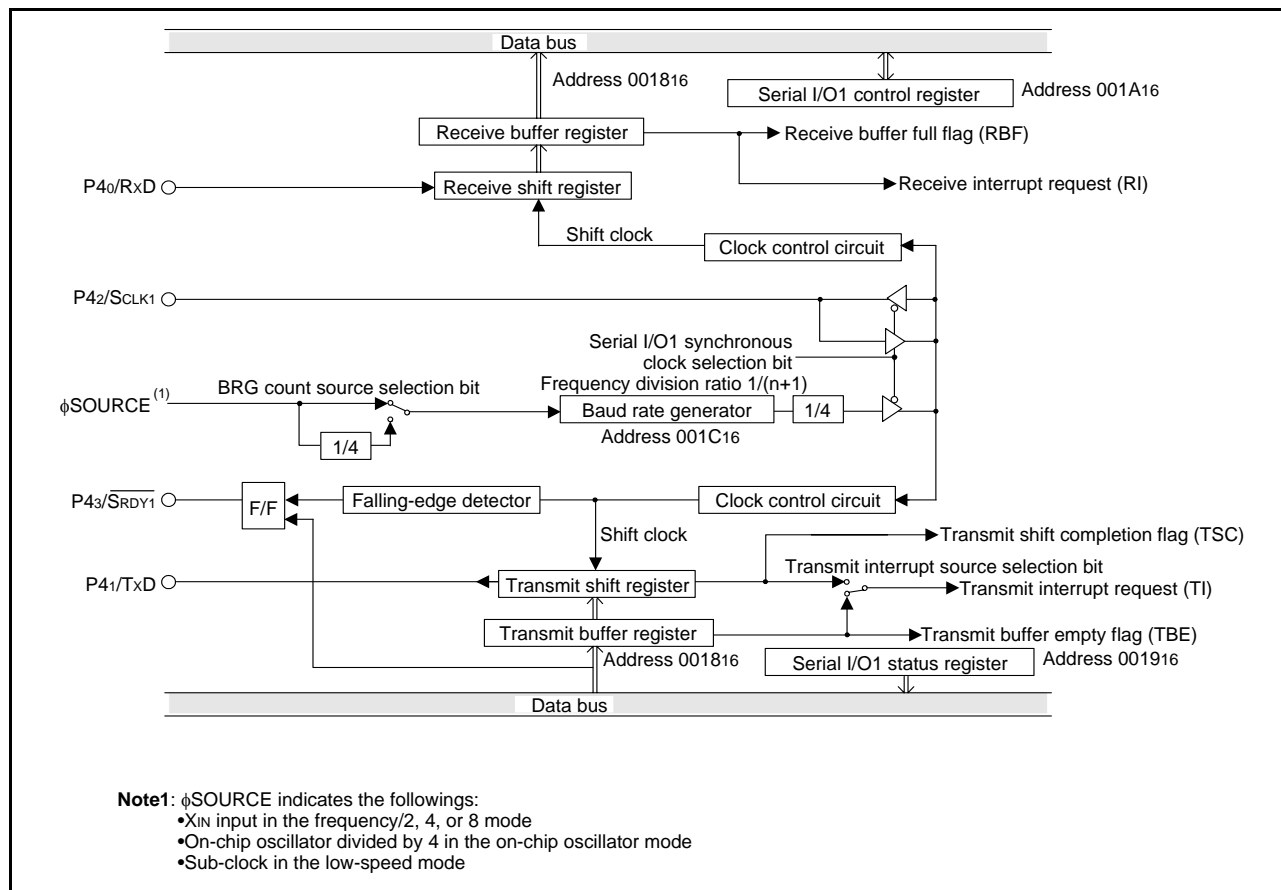 Data bus
Address 001816
Serial I/O1 control register
Address 001A16
Receive buffer register
Receive buffer full flag (RBF)
P40/RXD
Receive shift register
Receive interrupt request (RI)
Shift clock
Clock control circuit
P42/SCLK1
Serial I/O1 synchronous
clock selection bit
BRG count source selection bit
Frequency division ratio 1/(n+1)
ϕSOURCE(1)
Baud rate generator
1/4
Address 001C16
1/4
P43/SRDY1
F/F
Falling-edge detector
Clock control circuit
Shift clock
Transmit shift completion flag (TSC)
Transmit interrupt source selection bit
P41/TXD
Transmit shift register
Transmit interrupt request (TI)
Transmit buffer register
Transmit buffer empty flag (TBE)
Address 001816
Serial I/O1 status register
Address 001916
Data bus
Note1: ϕSOURCE indicates the followings:
•XIN input in the frequency/2, 4, or 8 mode
•On-chip oscillator divided by 4 in the on-chip oscillator mode
•Sub-clock in the low-speed mode